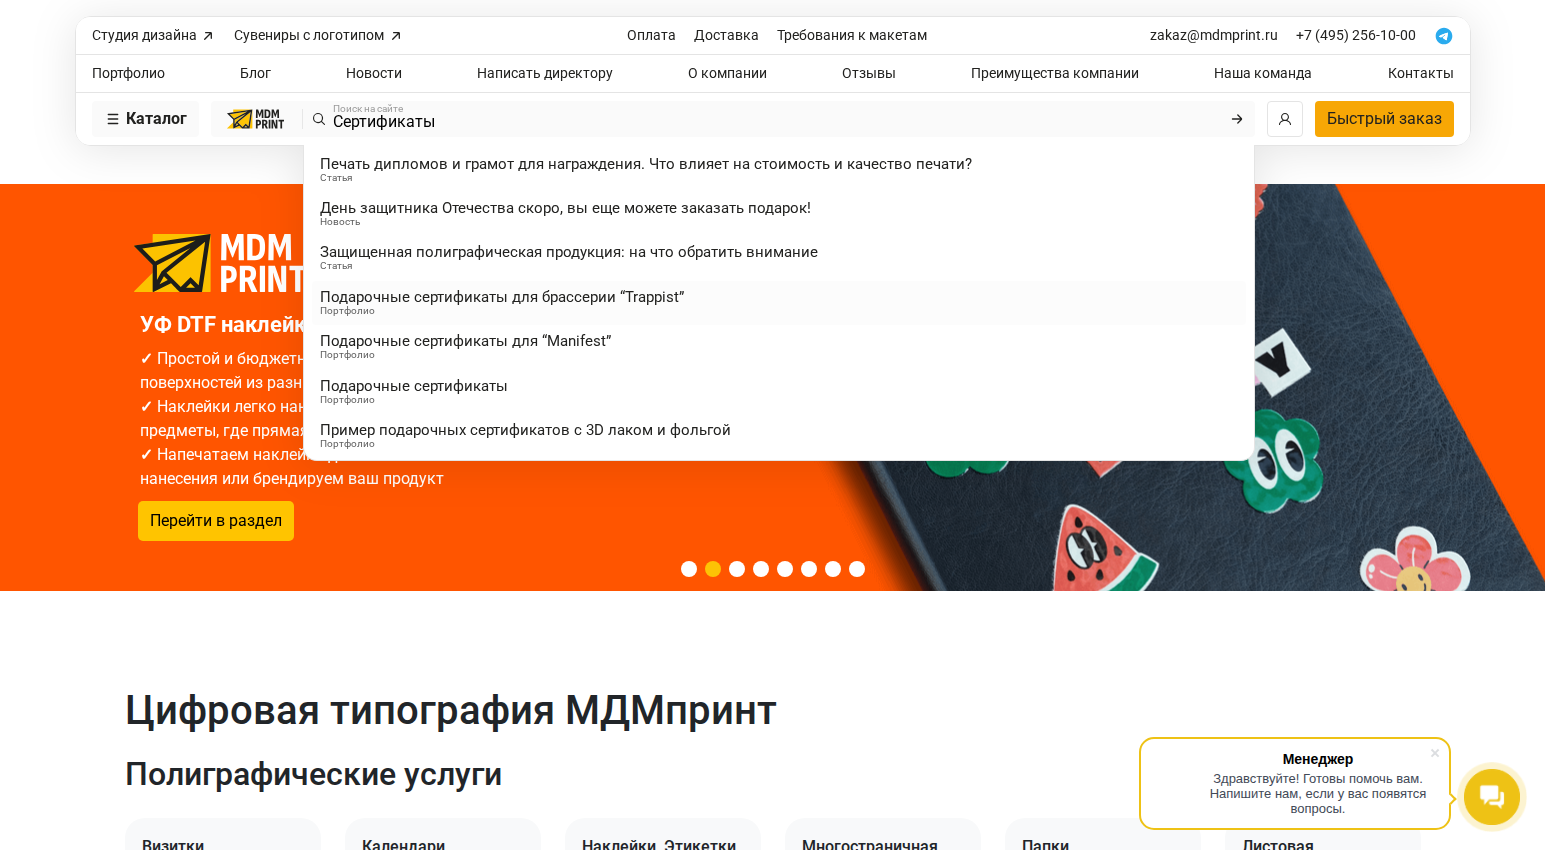 Студия дизайна
Сувениры с логотипом
Оплата
Доставка
Требования к макетам
zakaz@mdmprint.ru
+7 (495) 256-10-00
Портфолио
Блог
Новости
Написать директору
О компании
Отзывы
Преимущества компании
Наша команда
Контакты
Каталог
MDM
PRINT
Поиск на сайте
Сертификаты
Быстрый заказ
Печать дипломов и грамот для награждения. Что влияет на стоимость и качество печати?
Статья
День защитника Отечества скоро, вы еще можете заказать подарок!
Новость
Защищенная полиграфическая продукция: на что обратить внимание
Статья
Подарочные сертификаты для брассерии “Trappist”
Портфолио
Подарочные сертификаты для “Manifest”
Портфолио
Подарочные сертификаты
Портфолио
Пример подарочных сертификатов с 3D лаком и фольгой
Портфолио
MDM
PRINT
УФ DTF наклейк
✓ Простой и бюджетн
поверхностей из разн
✓ Наклейки легко нан
предметы, где прямая
✓ Напечатаем наклейк
нанесения или брендируем ваш продукт
Перейти в раздел
Цифровая типография МДМпринт
Полиграфические услуги
Менеджер
Здравствуйте! Готовы помочь вам.
Напишите нам, если у вас появятся
вопросы.
Визитки
Календари
Наклейки, Этикетки
Многостраничная
Папки
Листовая